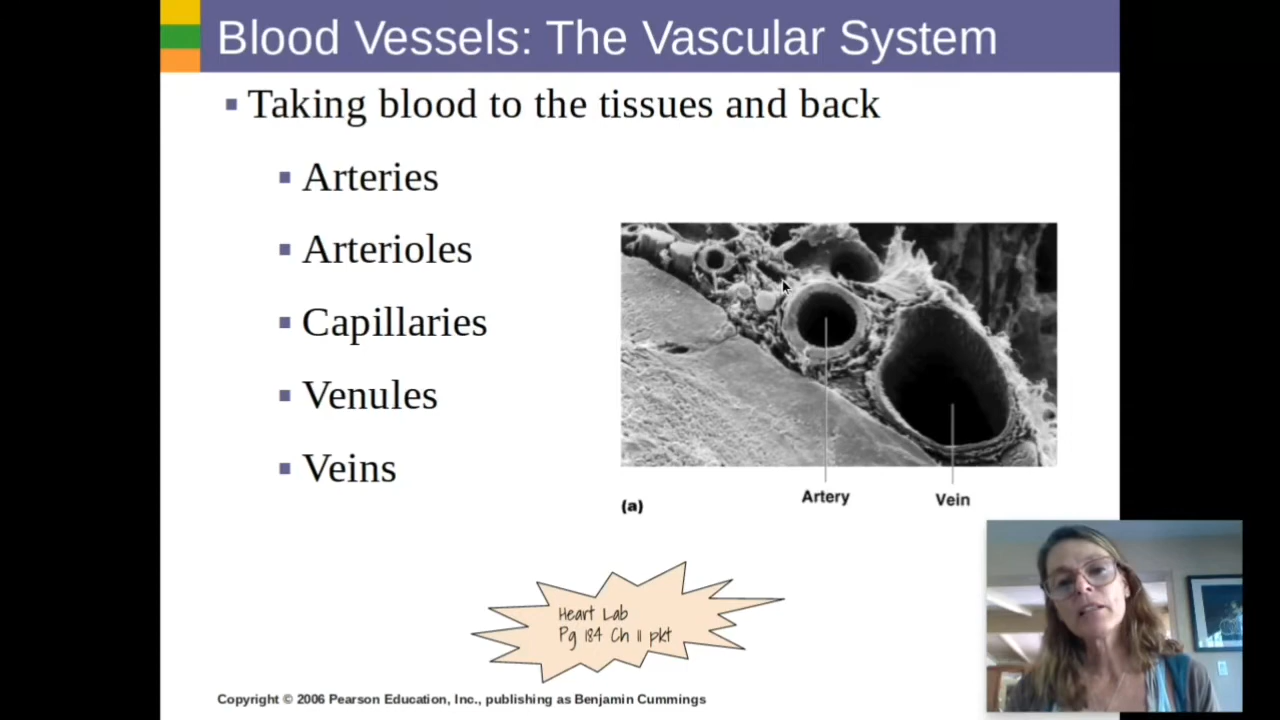 Blood Vessels: The Vascular System
▪ Taking blood to the tissues and back
▪ Arteries
▪ Arterioles
▪ Capillaries
▪ Venules
▪ Veins
Artery
Vein
(a)
Heart Lab
Pg 184 Ch 11 pkt
Copyright © 2006 Pearson Education, Inc., publishing as Benjamin Cummings